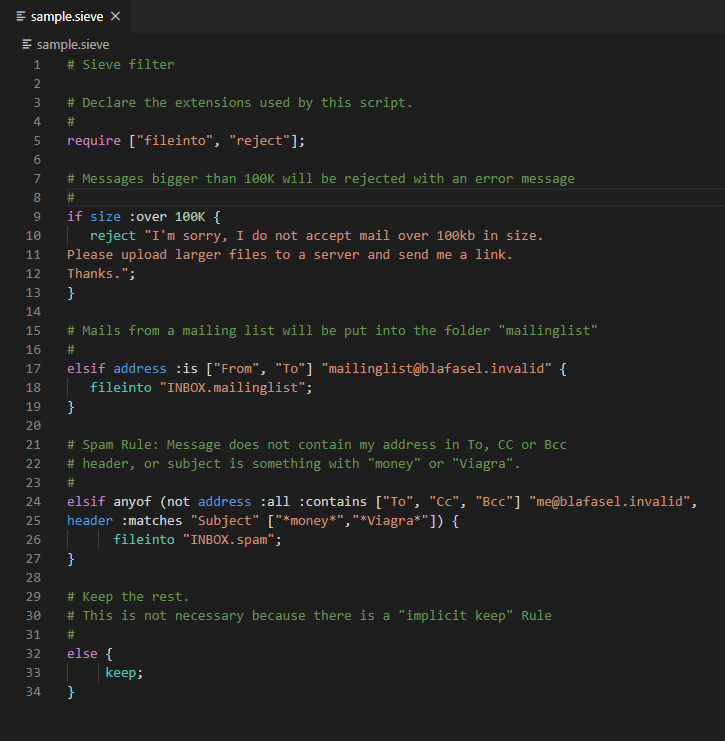 sample.sieve
sample.sieve
1 # Sieve filter
2
3 # Declare the extensions used by this script.
4 #
5 require ["fileinto", "reject"];
6
7 # Messages bigger than 100K will be rejected with an error message
8 #
9 if size :over 100K {
10    reject "I'm sorry, I do not accept mail over 100kb in size.
11 Please upload larger files to a server and send me a link.
12 Thanks.";
13 }
14
15 # Mails from a mailing list will be put into the folder "mailinglist"
16 #
17 elsif address :is ["From", "To"] "mailinglist@blafasel.invalid" {
18    fileinto "INBOX.mailinglist";
19 }
20
21 # Spam Rule: Message does not contain my address in To, CC or Bcc
22 # header, or subject is something with "money" or "Viagra".
23 #
24 elsif anyof (not address :all :contains ["To", "Cc", "Bcc"] "me@blafasel.invalid",
25 header :matches "Subject" ["*money*","*Viagra*"]) {
26       fileinto "INBOX.spam";
27 }
28
29 # Keep the rest.
30 # This is not necessary because there is a "implicit keep" Rule
31 #
32 else {
33      keep;
34 }